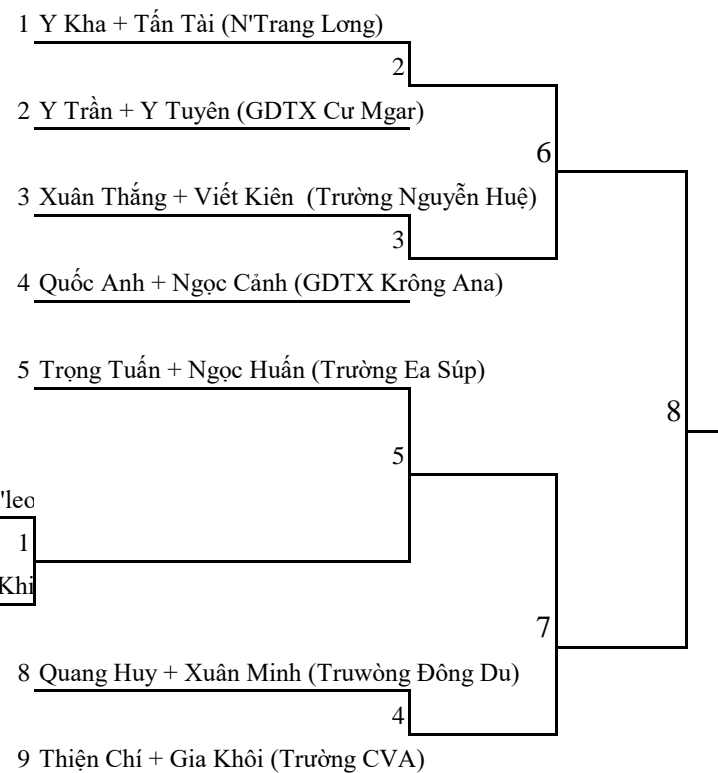 1 Y Kha + Tấn Tài (N'Trang Lơng)
2
2 Y Trần + Y Tuyên (GDTX Cư Mgar)
6
3 Xuân Thắng + Viết Kiên (Trường Nguyễn Huệ)
3
4 Quốc Anh + Ngọc Cảnh (GDTX Krông Ana)
5 Trọng Tuấn + Ngọc Huấn (Trường Ea Súp)
8
5
'leo
1
Khi
7
8 Quang Huy + Xuân Minh (Truwòng Đông Du)
4
9 Thiện Chí + Gia Khôi (Trường CVA)